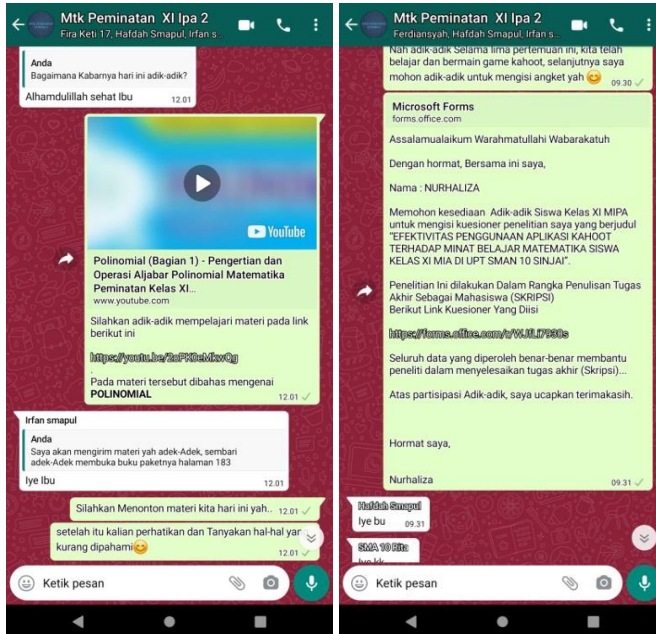 Mtk Peminatan XI Ipa 2
Fira Keti 17, Hafdah Smapul, Irfan s...
Anda
Bagaimana Kabarnya hari ini adik-adik?
Alhamdulillah sehat Ibu
12.01
YouTube
Polinomial (Bagian 1) - Pengertian dan
Operasi Aljabar Polinomial Matematika
Peminatan Kelas XI...
www.youtube.com
Silahkan adik-adik mempelajari materi pada link
berikut ini
.
Pada materi tersebut dibahas mengenai
POLINOMIAL
12.01
Irfan smapul
Anda
Saya akan mengirim materi yah adek-Adek, sembari
adek-Adek membuka buku paketnya halaman 183
Iye Ibu
12.01
Silahkan Menonton materi kita hari ini yah.. 12.01
setelah itu kalian perhatikan dan Tanyakan hal-hal yang
kurang dipahami😊
12.01
Ketik pesan
Mtk Peminatan XI Ipa 2
Ferdiansyah, Hafdah Smapul, Irfan s...
Nah adik-adik Selama lima pertemuan ini, kita telah
belajar dan bermain game kahoot, selanjutnya saya
mohon adik-adik untuk mengisi angket yah 😊
09.30
Microsoft Forms
forms.office.com
Assalamualaikum Warahmatullahi Wabarakatuh
Dengan hormat, Bersama ini saya,
Nama : NURHALIZA
Memohon kesediaan Adik-adik Siswa Kelas XI MIPA
untuk mengisi kuesioner penelitian saya yang berjudul
"EFEKTIVITAS PENGGUNAAN APLIKASI KAHOOT
TERHADAP MINAT BELAJAR MATEMATIKA SISWA
KELAS XI MIA DI UPT SMAN 10 SINJAI".
Penelitian Ini dilakukan Dalam Rangka Penulisan Tugas
Akhir Sebagai Mahasiswa (SKRIPSI)
Berikut Link Kuesioner Yang Diisi
Seluruh data yang diperoleh benar-benar membantu
peneliti dalam menyelesaikan tugas akhir (Skripsi)...
Atas partisipasi Adik-adik, saya ucapkan terimakasih.
Hormat saya,
Nurhaliza
09.31
Hafdah Smapul
Iye bu
09.31
SMA 10 Rita
Iye kk
Ketik pesan